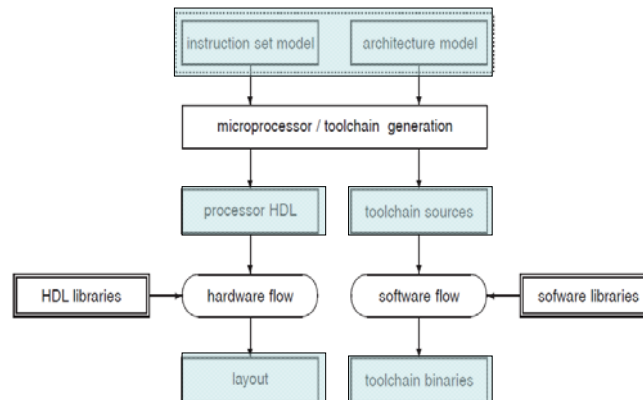 instruction set model
architecture model
microprocessor / toolchain generation
processor HDL
toolchain sources
HDL libraries
hardware flow
software flow
sofware libraries
layout
toolchain binaries